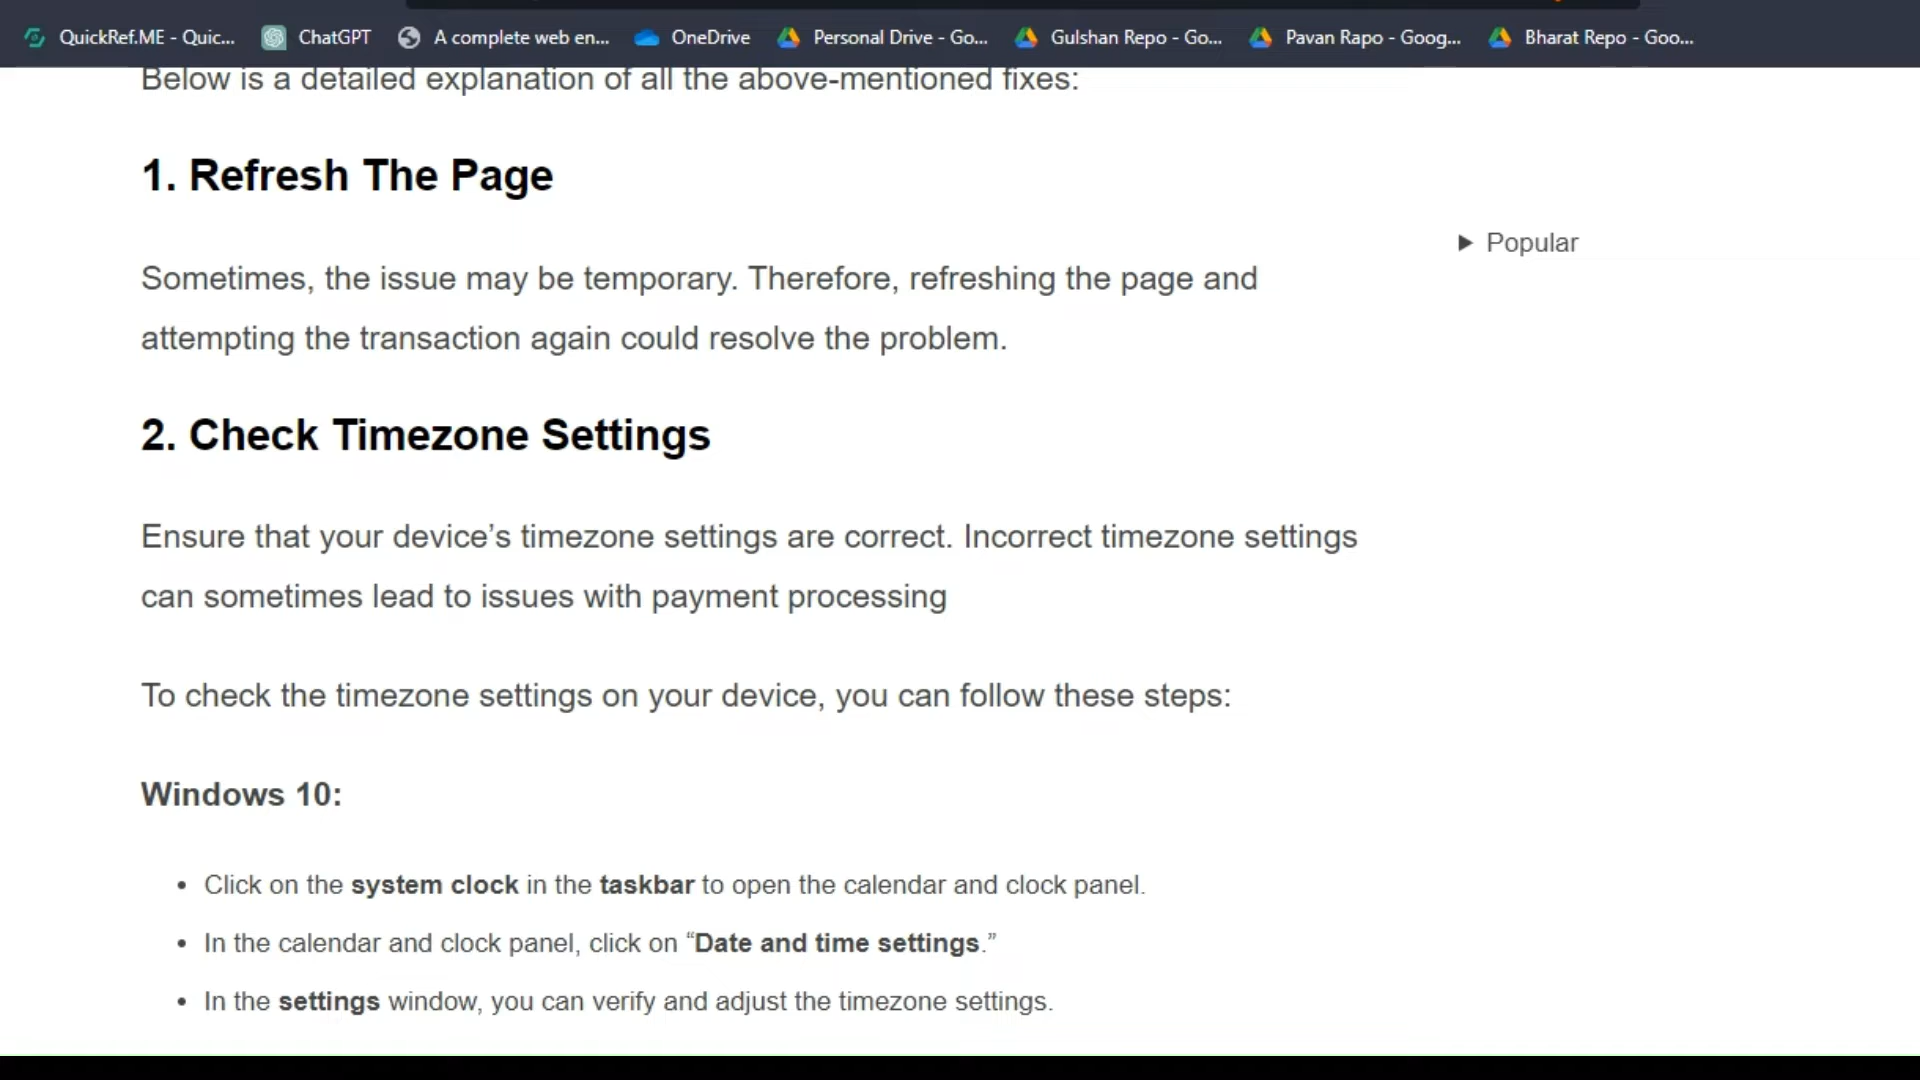 QuickRef.ME - Quic... ChatGPT A complete web en... OneDrive Personal Drive - Go... Gulshan Repo - Go... Pavan Rapo - Goog... Bharat Repo - Goo...
Below is a detailed explanation of all the above-mentioned fixes:
1. Refresh The Page
▶ Popular
Sometimes, the issue may be temporary. Therefore, refreshing the page and
attempting the transaction again could resolve the problem.
2. Check Timezone Settings
Ensure that your device’s timezone settings are correct. Incorrect timezone settings
can sometimes lead to issues with payment processing
To check the timezone settings on your device, you can follow these steps:
Windows 10:
• Click on the system clock in the taskbar to open the calendar and clock panel.
• In the calendar and clock panel, click on “Date and time settings.”
• In the settings window, you can verify and adjust the timezone settings.